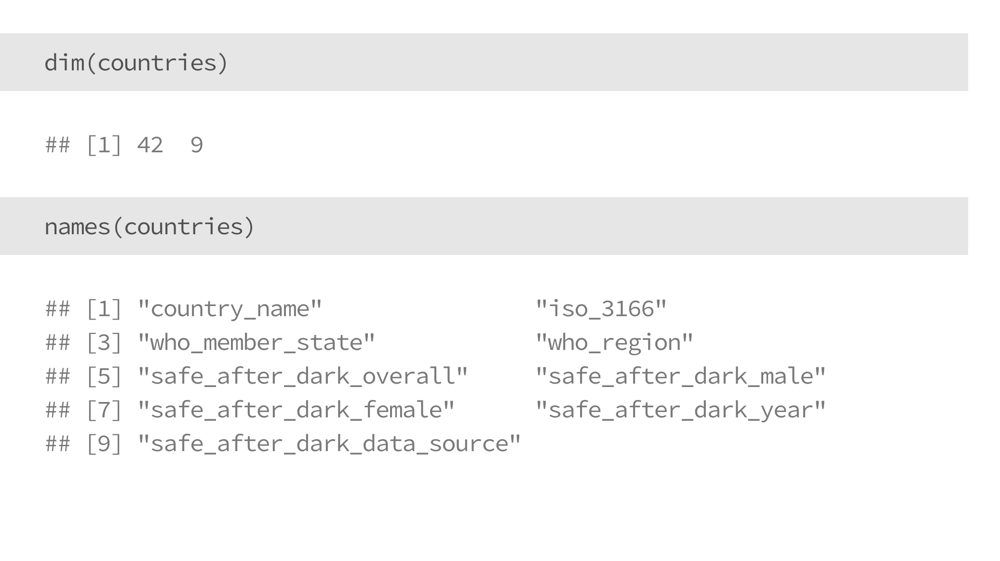 dim(countries)
## [1] 42  9
names(countries)
## [1] "country_name"                "iso_3166"
## [3] "who_member_state"            "who_region"
## [5] "safe_after_dark_overall"     "safe_after_dark_male"
## [7] "safe_after_dark_female"      "safe_after_dark_year"
## [9] "safe_after_dark_data_source"